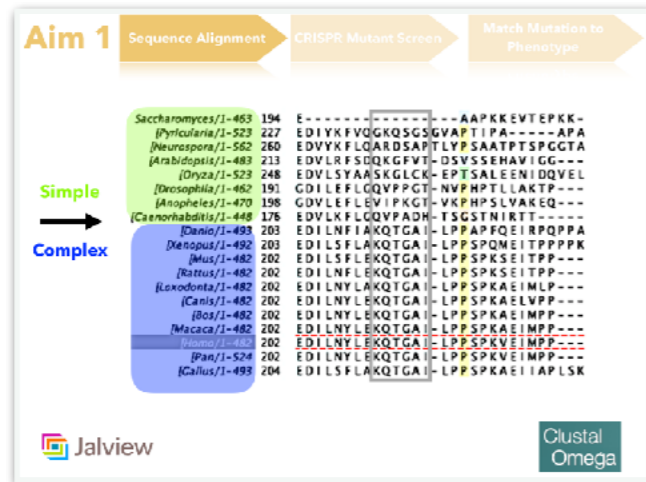 Aim 1
Sequence Alignment
CRISPR Mutant Screen
Match Mutation to
Phenotype
Saccharomyces/1-463 194 E---------------AAPKKEVTEPKK-
[Pyricularia/1-523 227 EDIYKFVQGKQSGSGVAPTIPA-----APA
[Neurospora/1-562 260 EDVYKFLQARDSAPTLYPSAATPTSPGGTA
[Arabidopsis/1-483 213 EDVLRFSDQKGFVT-DSVSSEHAVIGG--
[Oryza/1-523 248 EDVLSYAASKGLCK-EPTSALEENIDQVEL
[Drosophila/1-462 191 GDILEFLGQVPPGT-NVPHPTLLAKTP--
[Anopheles/1-470 198 GDVLEFLEVIPKGT-VKPHPSLVAKEQ--
[Caenorhabditis/1-448 176 EDVLKFLQQVPADH-TSGSTNIRTT---
[Danio/1-493 203 EDILNFIAKQTGAI-LPPAPFQEIRPQPPA
[Xenopus/1-492 203 EDILNFLAKQTGAI-LPPSPQMEITPPPPK
[Mus/1-482 202 EDILNFLEKQTGAI-LPPSPKSEITPP---
[Rattus/1-482 202 EDILNFLEKQTGAI-LPPSPKSEITPP---
[Loxodonta/1-482 202 EDILNYLAKQTGAI-LPPSPKAEIMLP---
[Canis/1-482 202 EDILNYLEKQTGAI-LPPSPKAELVPP---
[Bos/1-482 202 EDILNYLEKQTGAI-LPPSPKAEIMPP---
[Macaca/1-482 202 EDILNYLEKQTGAI-LPPSPKAEIMPP---
[Homo/1-482 202 EDILNYLEKQTGAI-LPPSPKVEIMPP---
[Pan/1-524 202 EDILSYLEKQTGAI-LPPSPKVEIMPP---
[Gallus/1-493 204 EDILSFLAKQTGAI-LPPSPKAEIIAPLSK
Simple
Complex
Jalview
Clustal
Omega